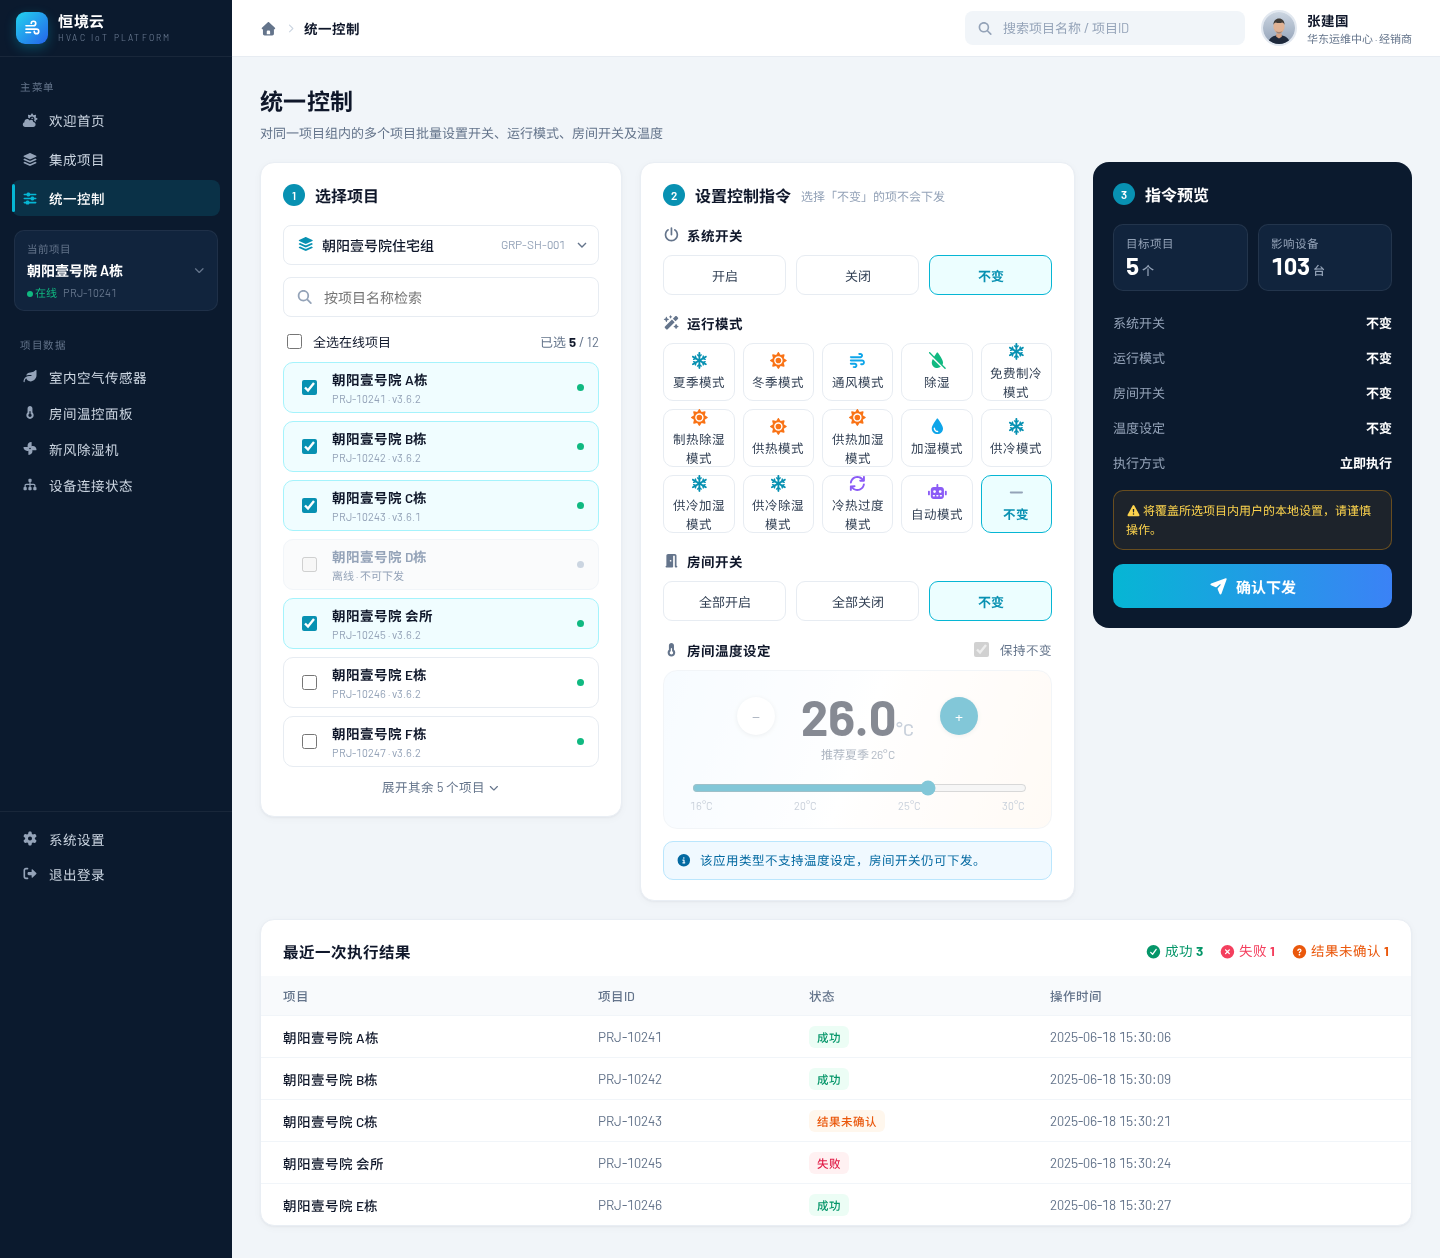 恒境云
HVAC IoT PLATFORM
主菜单
欢迎首页
集成项目
统一控制
当前项目
朝阳壹号院 A栋
在线 PRJ-10241
项目数据
室内空气传感器
房间温控面板
新风除湿机
设备连接状态
系统设置
退出登录
统一控制
搜索项目名称 / 项目ID
张建国
华东运维中心 · 经销商
统一控制
对同一项目组内的多个项目批量设置开关、运行模式、房间开关及温度
1 选择项目
朝阳壹号院住宅组 GRP-SH-001
按项目名称检索
全选在线项目 已选 5 / 12
朝阳壹号院 A栋
PRJ-10241 · v3.6.2
朝阳壹号院 B栋
PRJ-10242 · v3.6.2
朝阳壹号院 C栋
PRJ-10243 · v3.6.1
朝阳壹号院 D栋
离线 · 不可下发
朝阳壹号院 会所
PRJ-10245 · v3.6.2
朝阳壹号院 E栋
PRJ-10246 · v3.6.2
朝阳壹号院 F栋
PRJ-10247 · v3.6.2
展开其余 5 个项目
2 设置控制指令 选择「不变」的项不会下发
系统开关
开启 关闭 不变
运行模式
夏季模式 冬季模式 通风模式 除湿 免费制冷模式
制热除湿模式 供热模式 供热加湿模式 加湿模式 供冷模式
供冷加湿模式 供冷除湿模式 冷热过度模式 自动模式 不变
房间开关
全部开启 全部关闭 不变
房间温度设定 保持不变
− 26.0°C +
推荐夏季 26°C
16°C 20°C 25°C 30°C
该应用类型不支持温度设定，房间开关仍可下发。
3 指令预览
目标项目 影响设备
5 个 103 台
系统开关 不变
运行模式 不变
房间开关 不变
温度设定 不变
执行方式 立即执行
将覆盖所选项目内用户的本地设置，请谨慎
操作。
确认下发
最近一次执行结果 成功 3 失败 1 结果未确认 1
项目 项目ID 状态 操作时间
朝阳壹号院 A栋 PRJ-10241 成功 2025-06-18 15:30:06
朝阳壹号院 B栋 PRJ-10242 成功 2025-06-18 15:30:09
朝阳壹号院 C栋 PRJ-10243 结果未确认 2025-06-18 15:30:21
朝阳壹号院 会所 PRJ-10245 失败 2025-06-18 15:30:24
朝阳壹号院 E栋 PRJ-10246 成功 2025-06-18 15:30:27